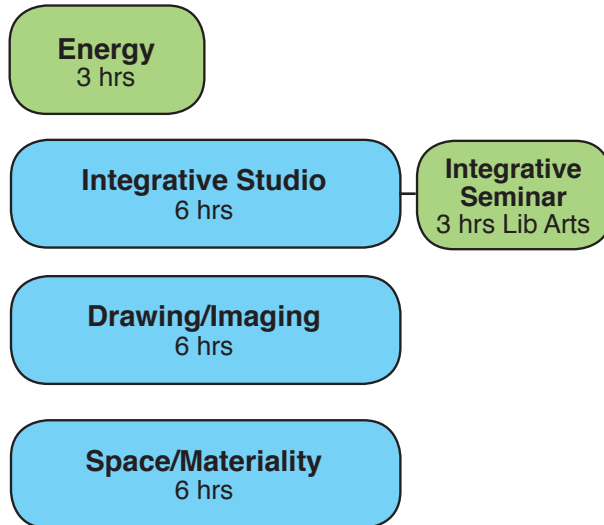 Energy
3 hrs
Integrative Studio
6 hrs
Integrative
Seminar
3 hrs Lib Arts
Drawing/Imaging
6 hrs
Space/Materiality
6 hrs